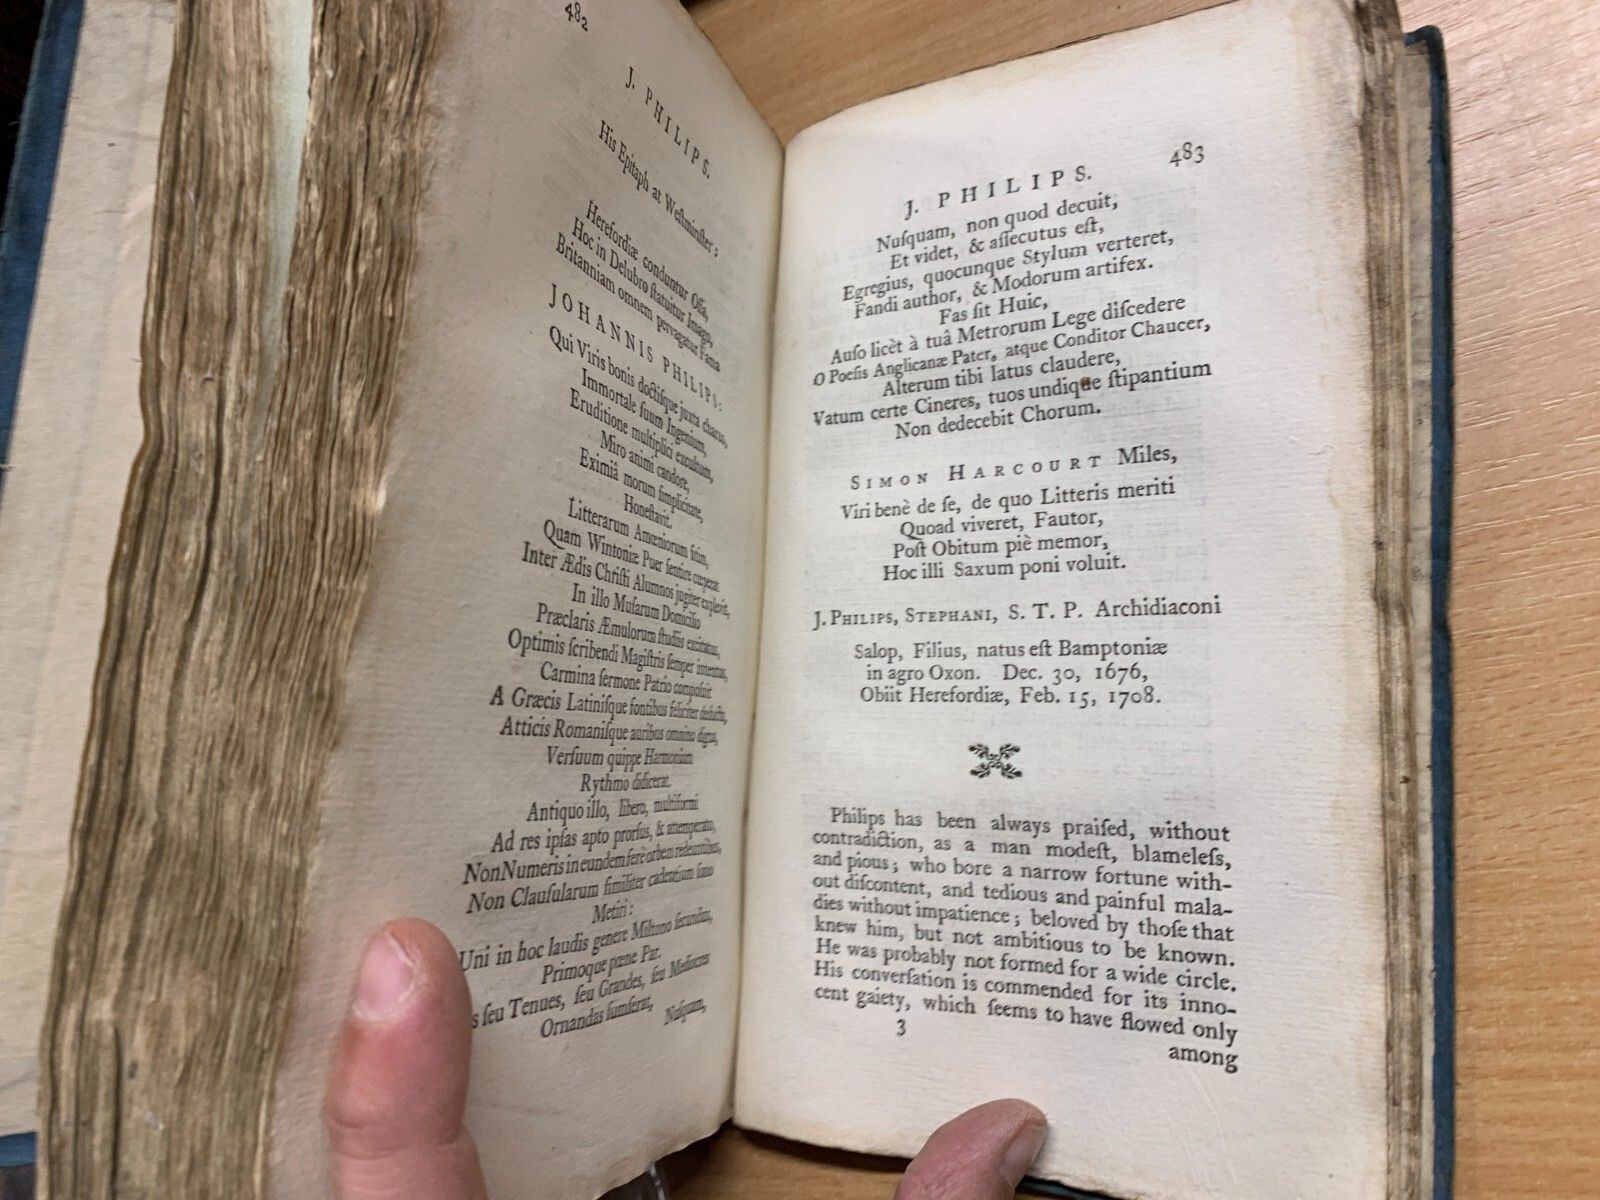 482
J. PHILIPS.
His Epitaph at Weſtminſter:
Herefordiæ conduntur Oſſa,
Hoc in Delubro ſtatuitur Imago,
Britanniam omnem pervagatur Fama
JOHANNIS PHILIPS:
Qui Viris bonis doctiſque juxta charus,
Immortale ſuum Ingenium,
Eruditione multiplici excultum,
Miro animi candore,
Eximiâ morum ſimplicitate,
Honeſtavit.
Litterarum Amœniorum ſitim,
Quam Wintoniæ Puer ſentire cœperat
Inter Ædis Chriſti Alumnos jugiter explevit,
In illo Muſarum Domicilio
Præclaris Æmulorum ſtudiis excitatus,
Optimis ſcribendi Magiſtris ſemper intentus,
Carmina ſermone Patrio compoſuit
A Græcis Latiniſque fontibus feliciter deducta,
Atticis Romaniſque auribus omnino digna,
Verſuum quippe Harmoniam
Rythmo didicerat.
Antiquo illo, libero, multiformi
Ad res ipſas apto prorſus, & attemperato,
Non Numeris in eundem ferè orbem redeuntibus,
Non Clauſularum ſimiliter cadentium ſono
Metiri:
Uni in hoc laudis genere Miltono ſecundus,
Primoque pœne Par.
s ſeu Tenues, ſeu Grandes, ſeu Mediocres
Ornandas ſumſerat,
Nuſquam,
483
J. PHILIPS.
Nuſquam, non quod decuit,
Et videt, & aſſecutus eſt,
Egregius, quocunque Stylum verteret,
Fandi author, & Modorum artifex.
Fas ſit Huic,
Auſo licèt à tuâ Metrorum Lege diſcedere
O Poeſis Anglicanæ Pater, atque Conditor Chaucer,
Alterum tibi latus claudere,
Vatum certe Cineres, tuos undique ſtipantium
Non dedecebit Chorum.
SIMON HARCOURT Miles,
Viri benè de ſe, de quo Litteris meriti
Quoad viveret, Fautor,
Poſt Obitum piè memor,
Hoc illi Saxum poni voluit.
J. PHILIPS, STEPHANI, S. T. P. Archidiaconi
Salop, Filius, natus eſt Bamptoniæ
in agro Oxon. Dec. 30, 1676,
Obiit Herefordiæ, Feb. 15, 1708.
Philips has been always praiſed, without
contradiction, as a man modeſt, blameleſs,
and pious; who bore a narrow fortune with-
out diſcontent, and tedious and painful mala-
dies without impatience; beloved by thoſe that
knew him, but not ambitious to be known.
He was probably not formed for a wide circle.
His converſation is commended for its inno-
cent gaiety, which ſeems to have flowed only
3
among